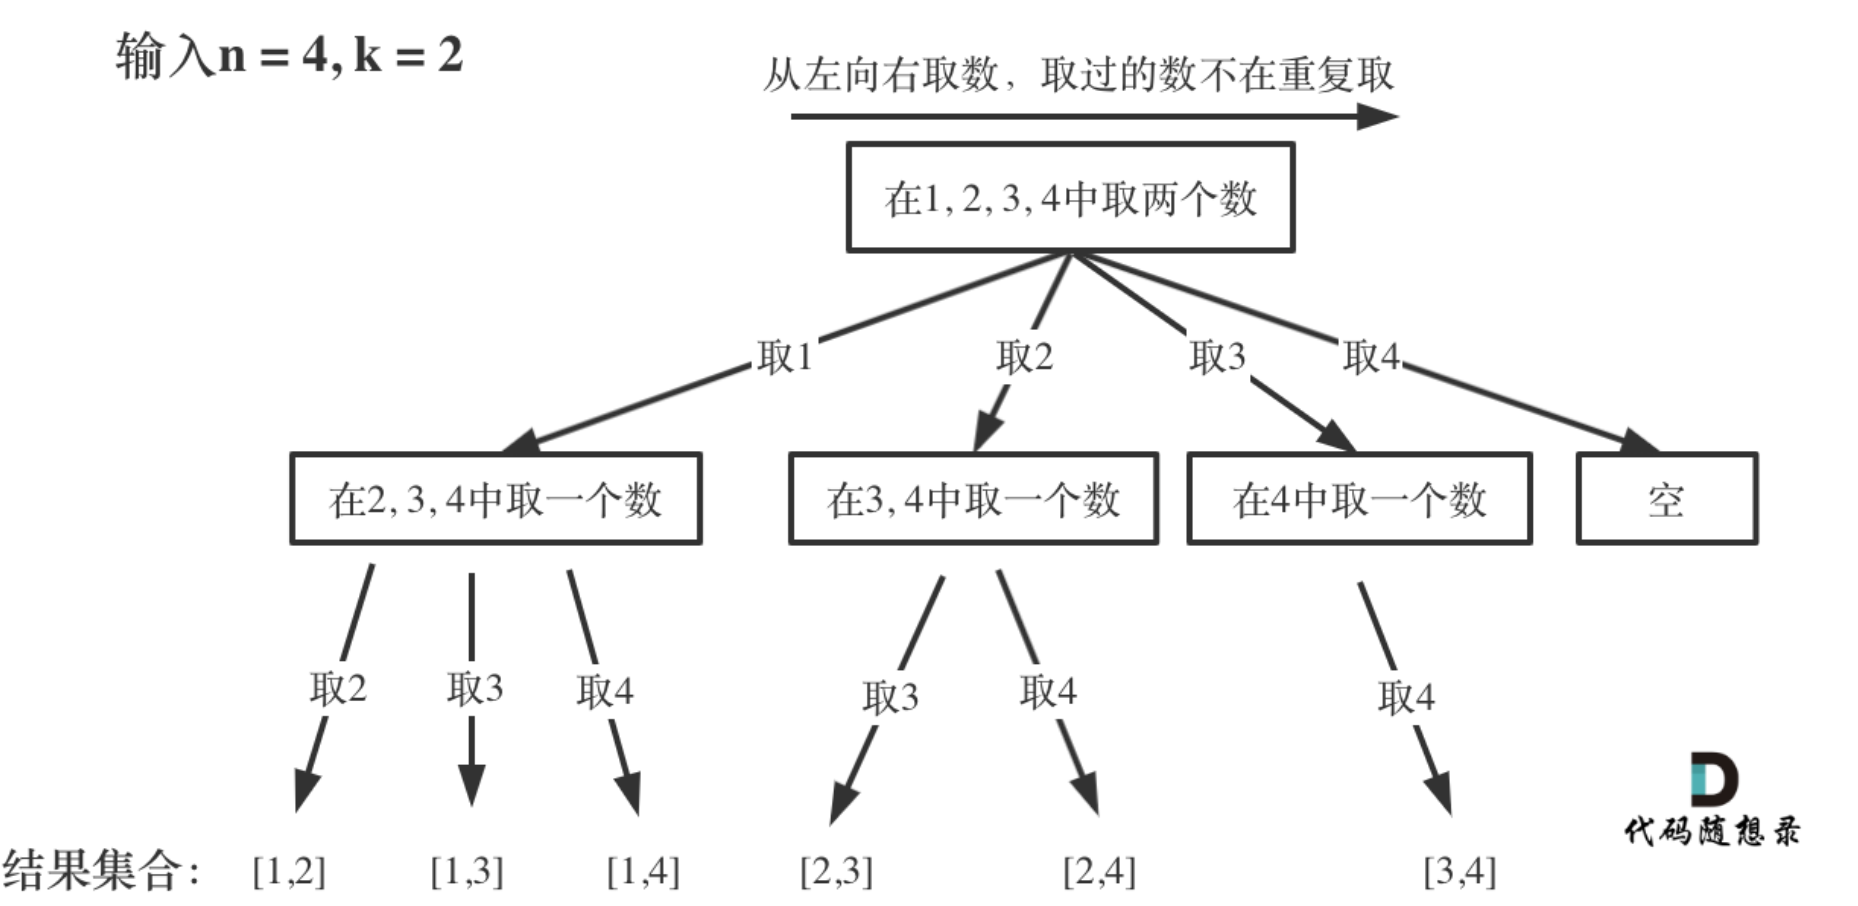 输入n = 4, k = 2
从左向右取数，取过的数不在重复取
在1, 2, 3, 4中取两个数
取1 取2 取3 取4
在2, 3, 4中取一个数 在3, 4中取一个数 在4中取一个数 空
取2 取3 取4 取3 取4 取4
代码随想录
结果集合： [1,2] [1,3] [1,4] [2,3] [2,4] [3,4]